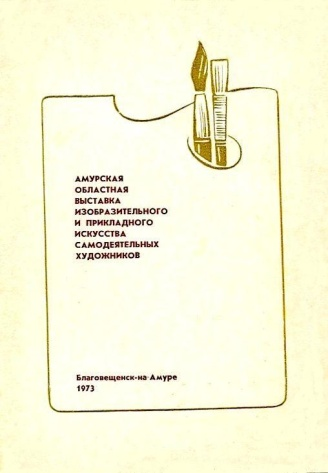 АМУРСКАЯ
ОБЛАСТНАЯ
ВЫСТАВКА
ИЗОБРАЗИТЕЛЬНОГО
И ПРИКЛАДНОГО
ИСКУССТВА
САМОДЕЯТЕЛЬНЫХ
ХУДОЖНИКОВ
Благовещенск-на Амуре
1973